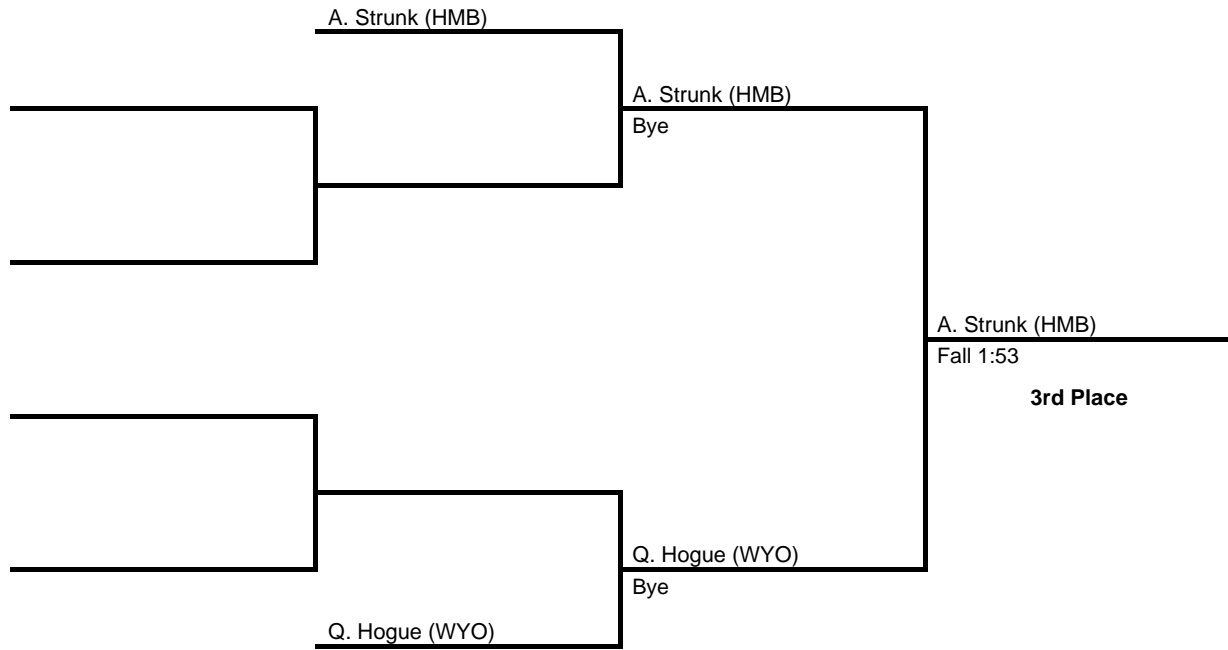 A. Strunk (HMB)
A. Strunk (HMB)
Bye
A. Strunk (HMB)
Fall 1:53
3rd Place
Q. Hogue (WYO)
Bye
Q. Hogue (WYO)